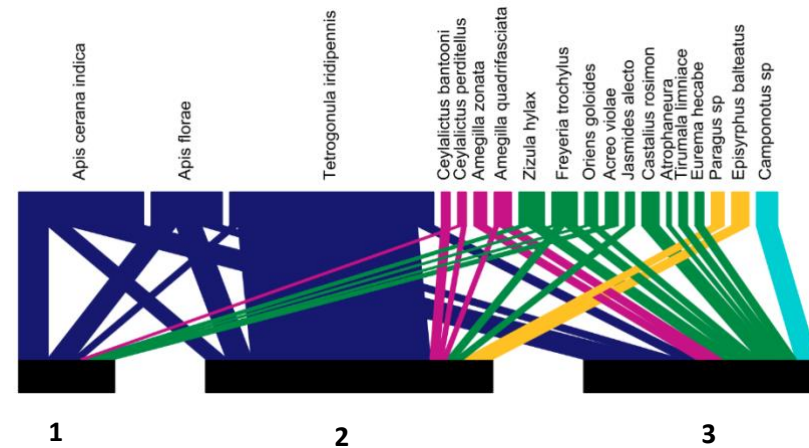 Apis cerana indica
Apis florae
Tetrogonula iridipennis
Ceylalictus bantooni
Ceylalictus perditellus
Amegilla zonata
Amegilla quadrifasciata
Zizula hylax
Freyeria trochylus
Oriens goloides
Acreo violae
Jasmides alecto
Castalius rosimon
Atrophaneura
Tirumala limniace
Eurema hecabe
Paragus sp
Episyrphus balteatus
Camponotus sp
1
2
3